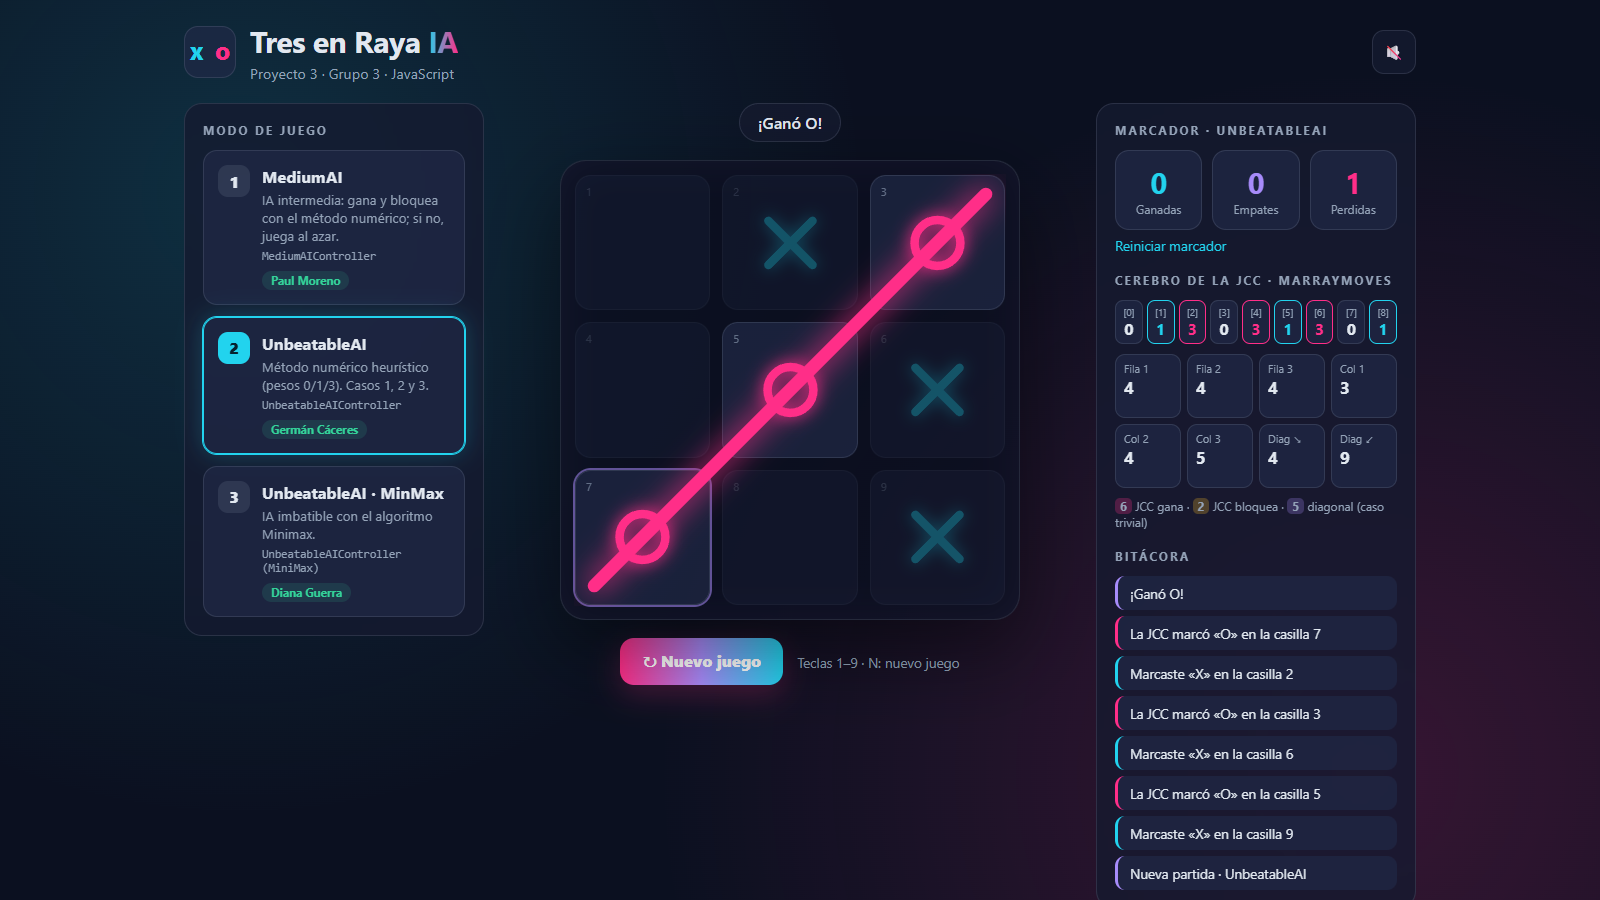 X O
Tres en Raya IA
Proyecto 3 · Grupo 3 · JavaScript
MODO DE JUEGO
1
MediumAI
IA intermedia: gana y bloquea
con el método numérico; si no,
juega al azar.
MediumAIController
Paul Moreno
2
UnbeatableAI
Método numérico heurístico
(pesos 0/1/3). Casos 1, 2 y 3.
UnbeatableAIController
Germán Cáceres
3
UnbeatableAI · MinMax
IA imbatible con el algoritmo
Minimax.
UnbeatableAIController
(MiniMax)
Diana Guerra
¡Ganó O!
1 2 3
4 5 6
7 8 9
↻ Nuevo juego
Teclas 1–9 · N: nuevo juego
MARCADOR · UNBEATABLEAI
0 0 1
Ganadas Empates Perdidas
Reiniciar marcador
CEREBRO DE LA JCC · MARRAYMOVES
[0] [1] [2] [3] [4] [5] [6] [7] [8]
0 1 3 0 3 1 3 0 1
Fila 1 Fila 2 Fila 3 Col 1
4 4 4 3
Col 2 Col 3 Diag ↘ Diag ↙
4 5 4 9
6 JCC gana · 2 JCC bloquea · 5 diagonal (caso
trivial)
BITÁCORA
¡Ganó O!
La JCC marcó «O» en la casilla 7
Marcaste «X» en la casilla 2
La JCC marcó «O» en la casilla 3
Marcaste «X» en la casilla 6
La JCC marcó «O» en la casilla 5
Marcaste «X» en la casilla 9
Nueva partida · UnbeatableAI